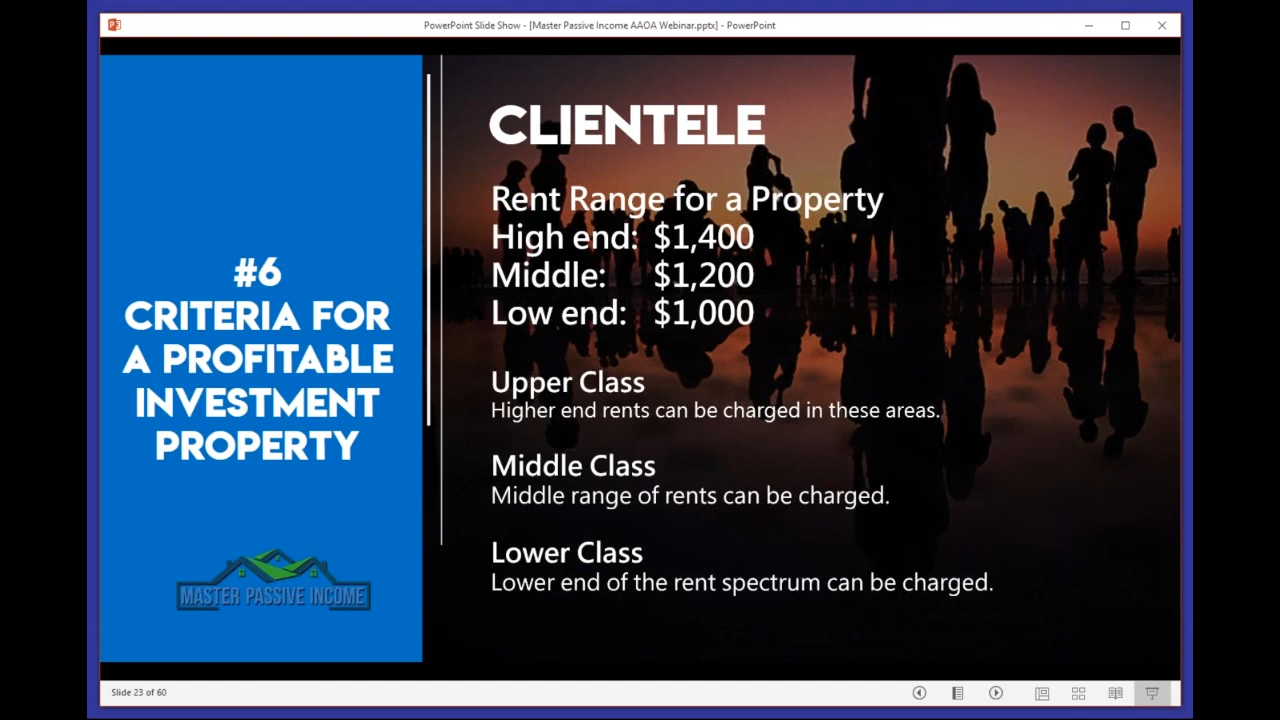 PowerPoint Slide Show - [Master Passive Income AAOA Webinar.pptx] - PowerPoint
#6
CRITERIA FOR
A PROFITABLE
INVESTMENT
PROPERTY
MASTER PASSIVE INCOME
CLIENTELE
Rent Range for a Property
High end: $1,400
Middle: $1,200
Low end: $1,000
Upper Class
Higher end rents can be charged in these areas.
Middle Class
Middle range of rents can be charged.
Lower Class
Lower end of the rent spectrum can be charged.
Slide 23 of 60